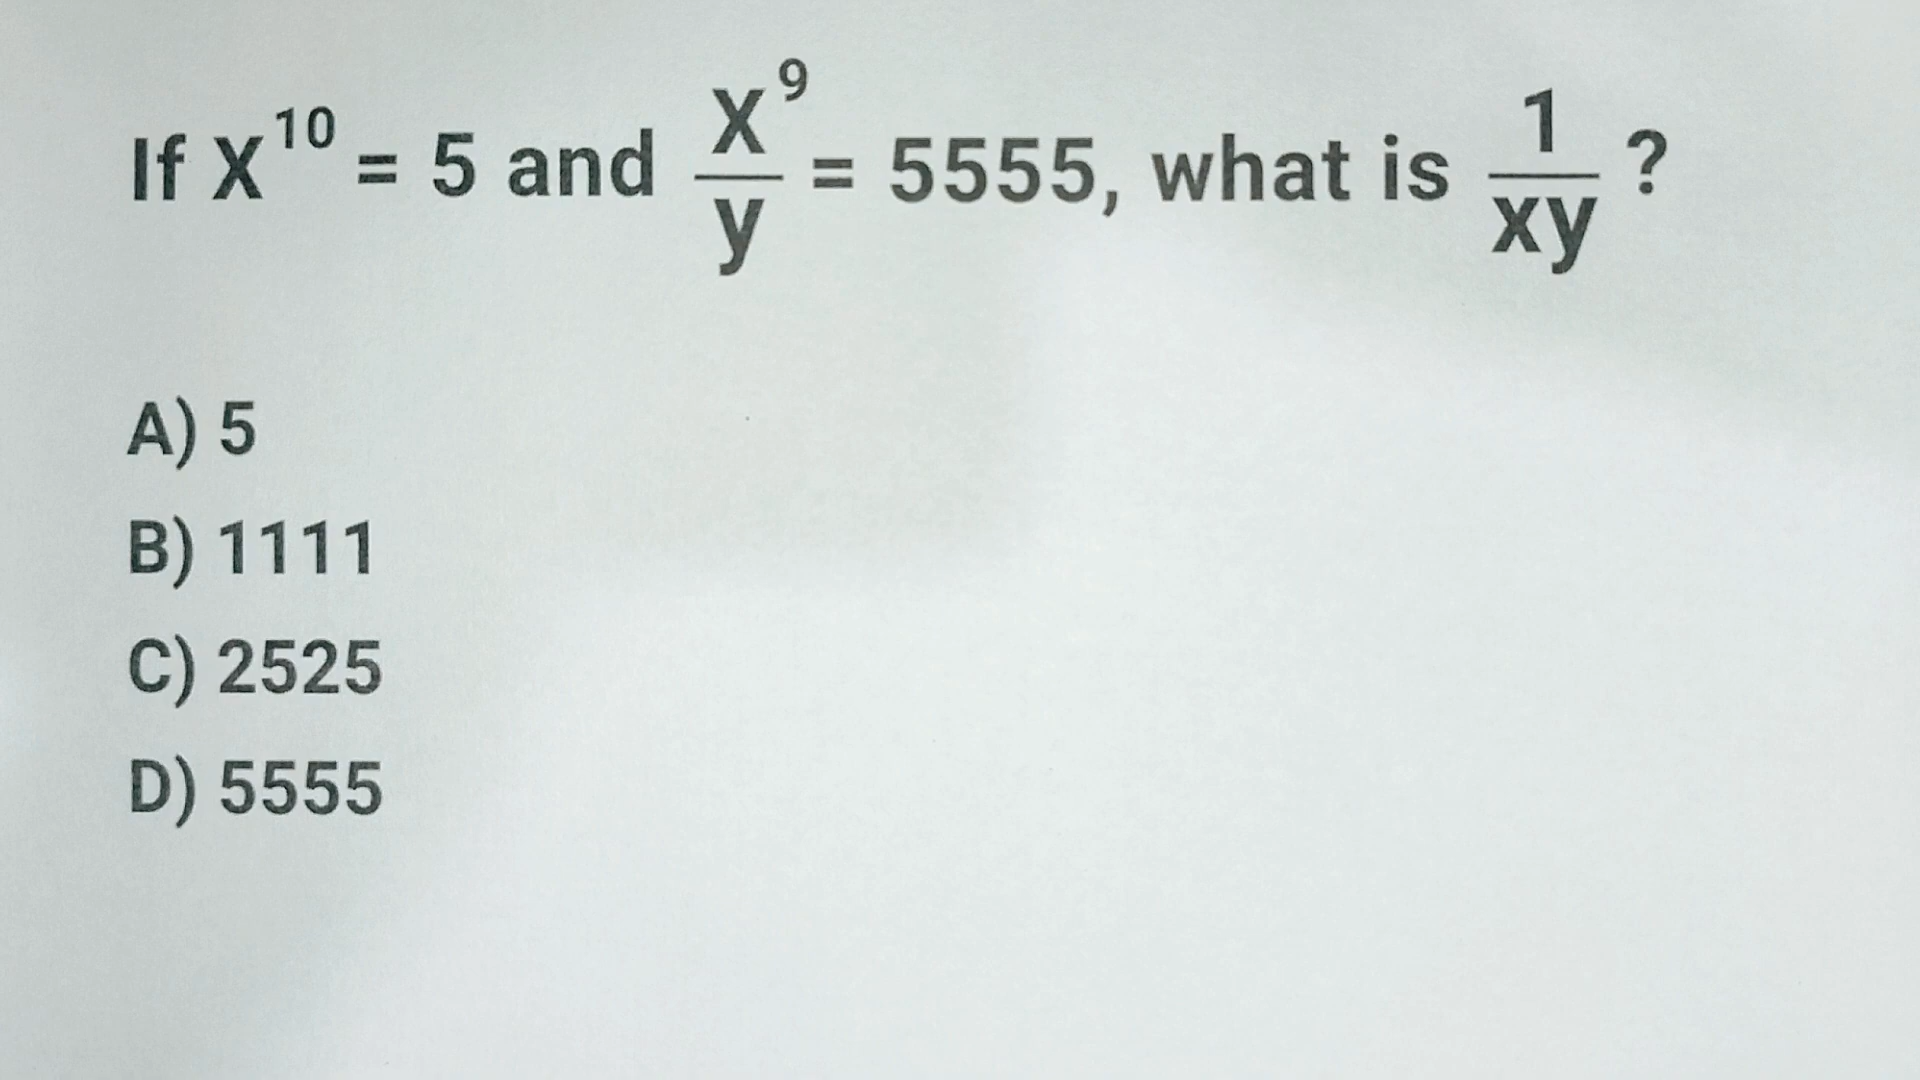 If x¹⁰ = 5 and x⁹/y = 5555, what is 1/xy ?
A) 5
B) 1111
C) 2525
D) 5555